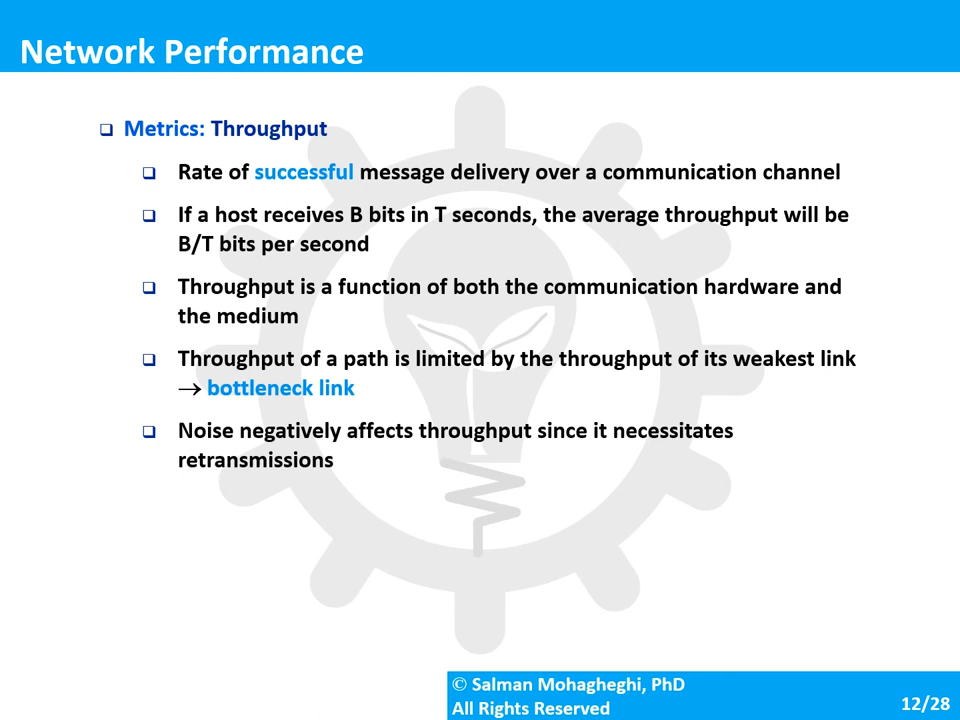 Network Performance
❑ Metrics: Throughput
❑ Rate of successful message delivery over a communication channel
❑ If a host receives B bits in T seconds, the average throughput will be
B/T bits per second
❑ Throughput is a function of both the communication hardware and
the medium
❑ Throughput of a path is limited by the throughput of its weakest link
→ bottleneck link
❑ Noise negatively affects throughput since it necessitates
retransmissions
© Salman Mohagheghi, PhD
All Rights Reserved
12/28